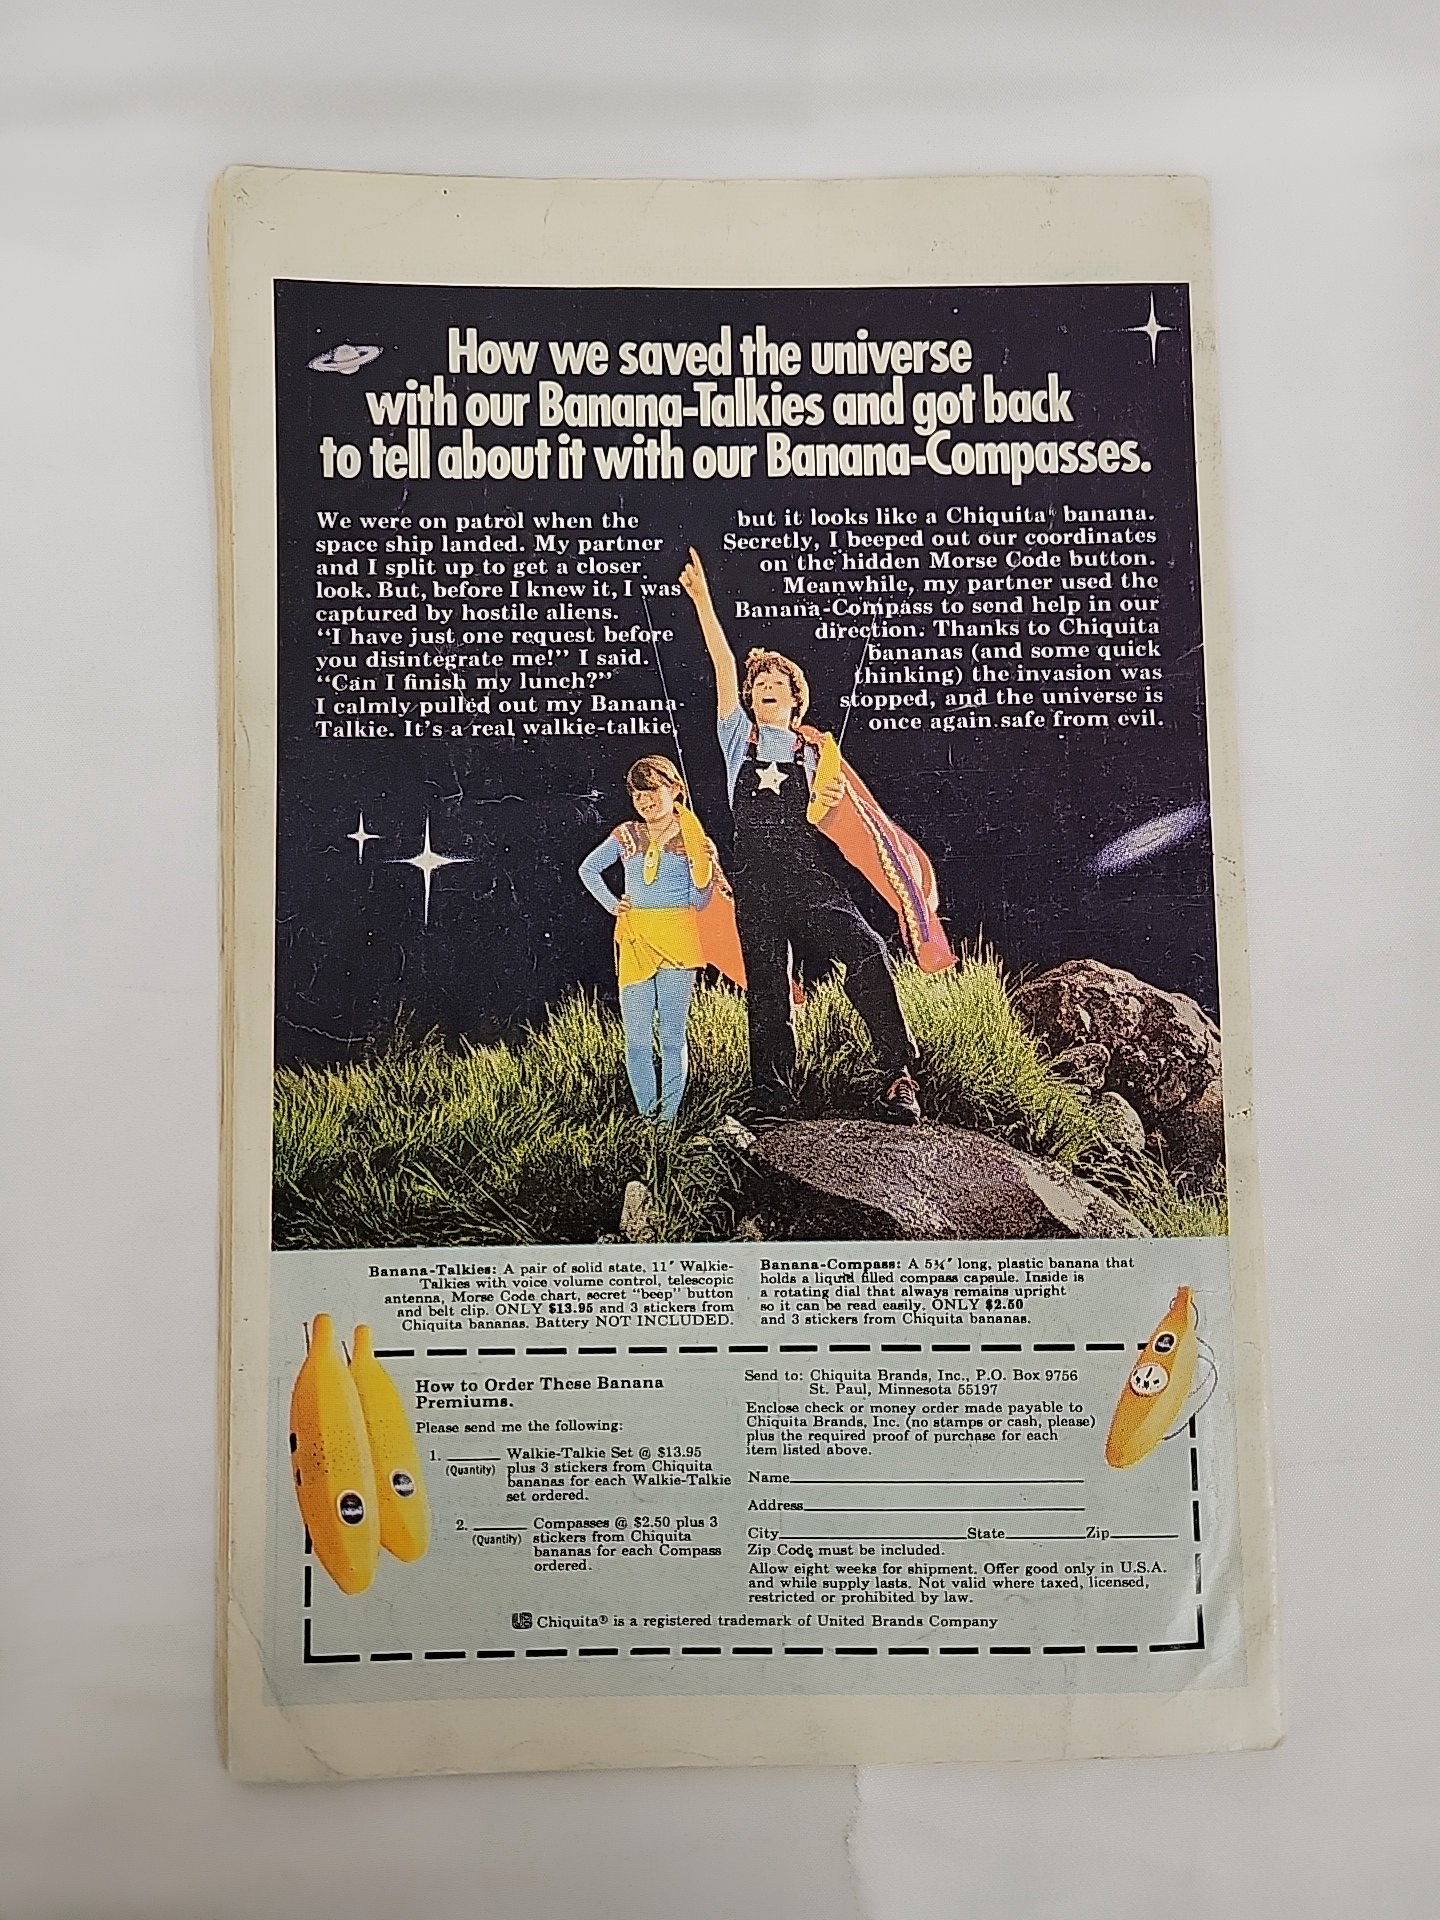 How we saved the universe
with our Banana-Talkies and got back
to tell about it with our Banana-Compasses.
We were on patrol when the
space ship landed. My partner
and I split up to get a closer
look. But, before I knew it, I was
captured by hostile aliens.
“I have just one request before
you disintegrate me!” I said.
“Can I finish my lunch?”
I calmly pulled out my Banana-
Talkie. It’s a real walkie-talkie,
but it looks like a Chiquita® banana.
Secretly, I beeped out our coordinates
on the hidden Morse Code button.
Meanwhile, my partner used the
Banana-Compass to send help in our
direction. Thanks to Chiquita
bananas (and some quick
thinking) the invasion was
stopped, and the universe is
once again safe from evil.
Banana-Talkies: A pair of solid state, 11″ Walkie-
Talkies with voice volume control, telescopic
antenna, Morse Code chart, secret “beep” button
and belt clip. ONLY $13.95 and 3 stickers from
Chiquita bananas. Battery NOT INCLUDED.
Banana-Compass: A 5¾″ long, plastic banana that
holds a liquid filled compass capsule. Inside is
a rotating dial that always remains upright
so it can be read easily. ONLY $2.50
and 3 stickers from Chiquita bananas.
How to Order These Banana
Premiums.
Please send me the following:
1. ______ Walkie-Talkie Set @ $13.95
(Quantity) plus 3 stickers from Chiquita
bananas for each Walkie-Talkie
set ordered.
2. ______ Compasses @ $2.50 plus 3
(Quantity) stickers from Chiquita
bananas for each Compass
ordered.
Send to: Chiquita Brands, Inc., P.O. Box 9756
St. Paul, Minnesota 55197
Enclose check or money order made payable to
Chiquita Brands, Inc. (no stamps or cash, please)
plus the required proof of purchase for each
item listed above.
Name
Address
City State Zip
Zip Code must be included.
Allow eight weeks for shipment. Offer good only in U.S.A.
and while supply lasts. Not valid where taxed, licensed,
restricted or prohibited by law.
UB Chiquita® is a registered trademark of United Brands Company